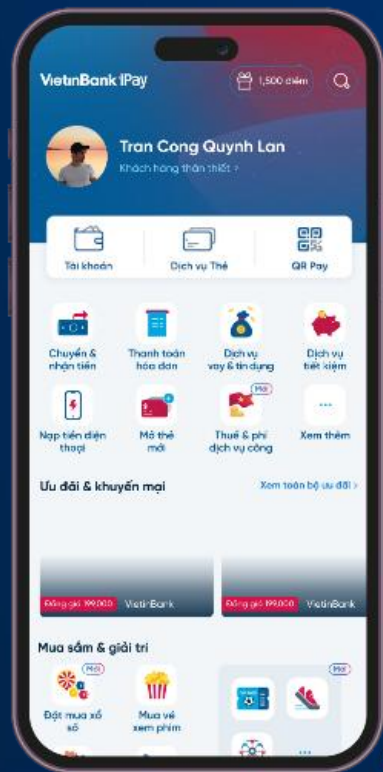 VietinBank iPay
1,500 điểm
Tran Cong Quynh Lan
Khách hàng thân thiết >
Tài khoản
Dịch vụ Thẻ
QR Pay
Chuyển &
nhận tiền
Thanh toán
hóa đơn
Dịch vụ
vay & tín dụng
Dịch vụ
tiết kiệm
Mới
Nạp tiền điện
thoại
Mở thẻ
mới
Thuế & phí
dịch vụ công
Xem thêm
Ưu đãi & khuyến mại
Xem toàn bộ ưu đãi >
Đồng giá 199,000 VietinBank
Đồng giá 199,000 VietinBank
Mua sắm & giải trí
Mới
Mới
Đặt mua xổ
số
Mua vé
xem phim